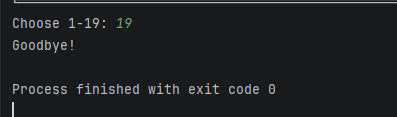 Choose 1-19: 19
Goodbye!
Process finished with exit code 0